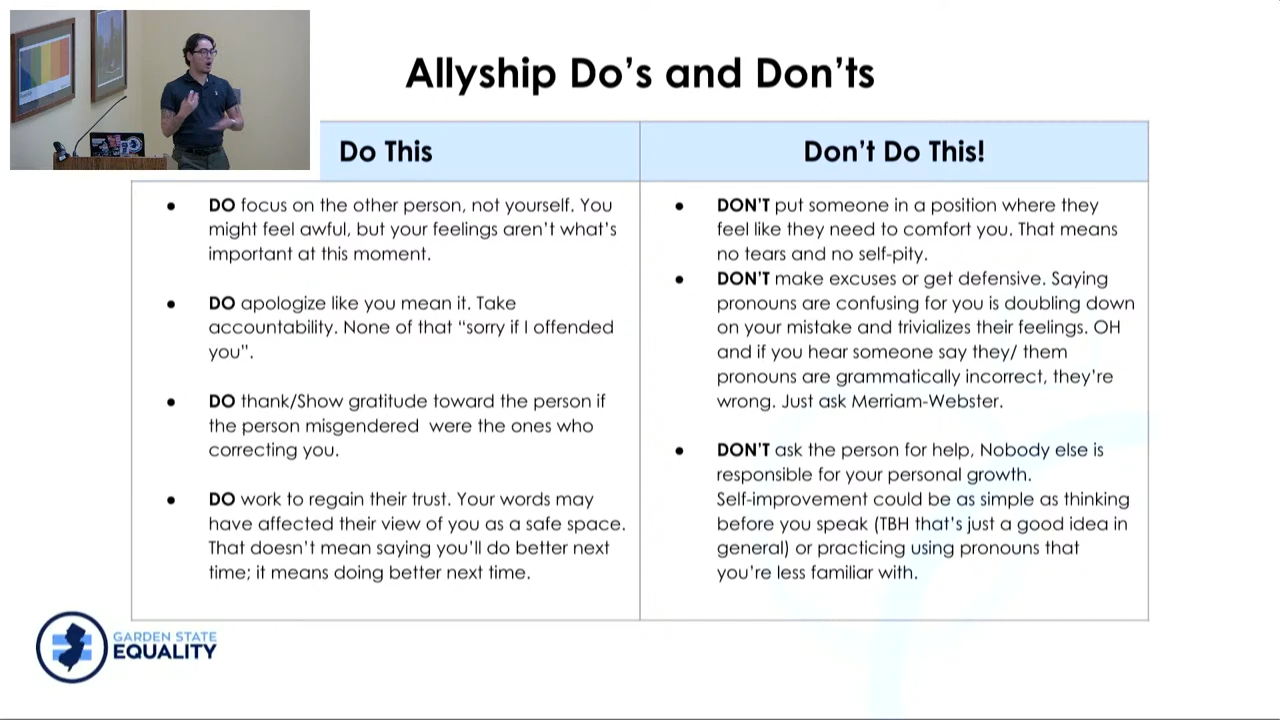 Allyship Do's and Don'ts
Do This
Don't Do This!
● DO focus on the other person, not yourself. You
might feel awful, but your feelings aren't what's
important at this moment.
● DO apologize like you mean it. Take
accountability. None of that "sorry if I offended
you".
● DO thank/Show gratitude toward the person if
the person misgendered were the ones who
correcting you.
● DO work to regain their trust. Your words may
have affected their view of you as a safe space.
That doesn't mean saying you'll do better next
time; it means doing better next time.
● DON'T put someone in a position where they
feel like they need to comfort you. That means
no tears and no self-pity.
● DON'T make excuses or get defensive. Saying
pronouns are confusing for you is doubling down
on your mistake and trivializes their feelings. OH
and if you hear someone say they/ them
pronouns are grammatically incorrect, they're
wrong. Just ask Merriam-Webster.
● DON'T ask the person for help, Nobody else is
responsible for your personal growth.
Self-improvement could be as simple as thinking
before you speak (TBH that's just a good idea in
general) or practicing using pronouns that
you're less familiar with.
GARDEN STATE
EQUALITY